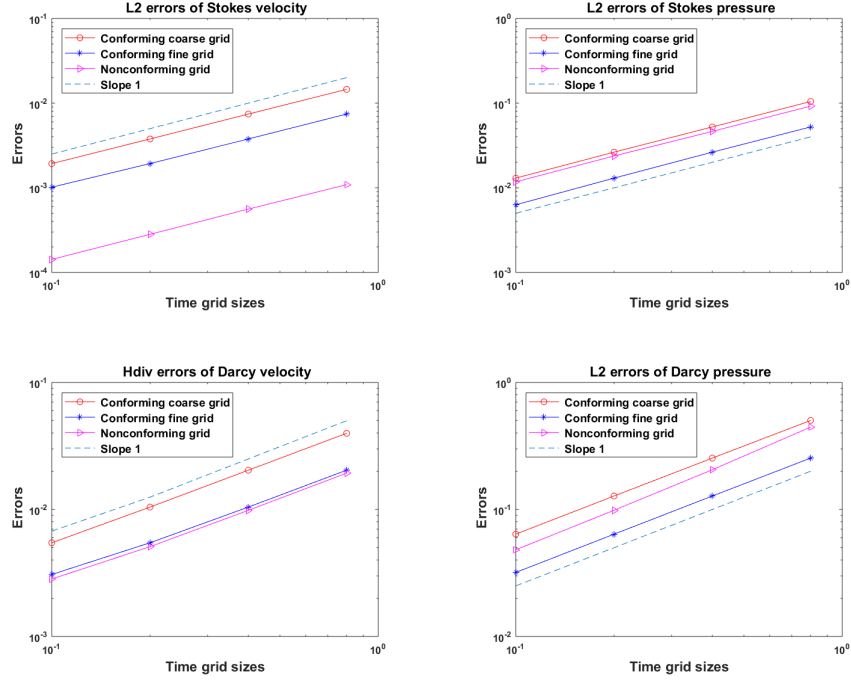 L2 errors of Stokes velocity
10^-1
10^-2
10^-3
10^-4
Errors
Conforming coarse grid
Conforming fine grid
Nonconforming grid
Slope 1
10^-1
10^0
Time grid sizes
L2 errors of Stokes pressure
10^0
10^-1
10^-2
10^-3
Errors
Conforming coarse grid
Conforming fine grid
Nonconforming grid
Slope 1
10^-1
10^0
Time grid sizes
Hdiv errors of Darcy velocity
10^-1
10^-2
10^-3
Errors
Conforming coarse grid
Conforming fine grid
Nonconforming grid
Slope 1
10^-1
10^0
Time grid sizes
L2 errors of Darcy pressure
10^0
10^-1
10^-2
Errors
Conforming coarse grid
Conforming fine grid
Nonconforming grid
Slope 1
10^-1
10^0
Time grid sizes